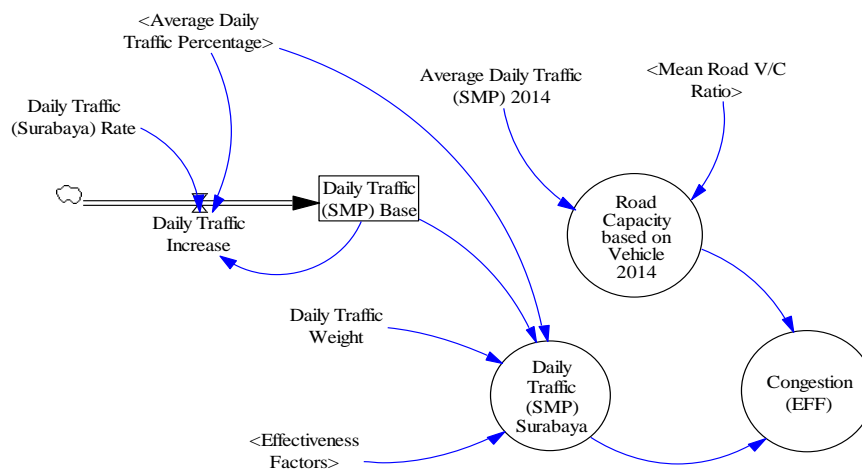 <Average Daily
Traffic Percentage>
Average Daily Traffic
(SMP) 2014
<Mean Road V/C
Ratio>
Daily Traffic
(Surabaya) Rate
Daily Traffic
(SMP) Base
Daily Traffic
Increase
Road
Capacity
based on
Vehicle
2014
Daily Traffic
Weight
Daily
Traffic
(SMP)
Surabaya
Congestion
(EFF)
<Effectiveness
Factors>